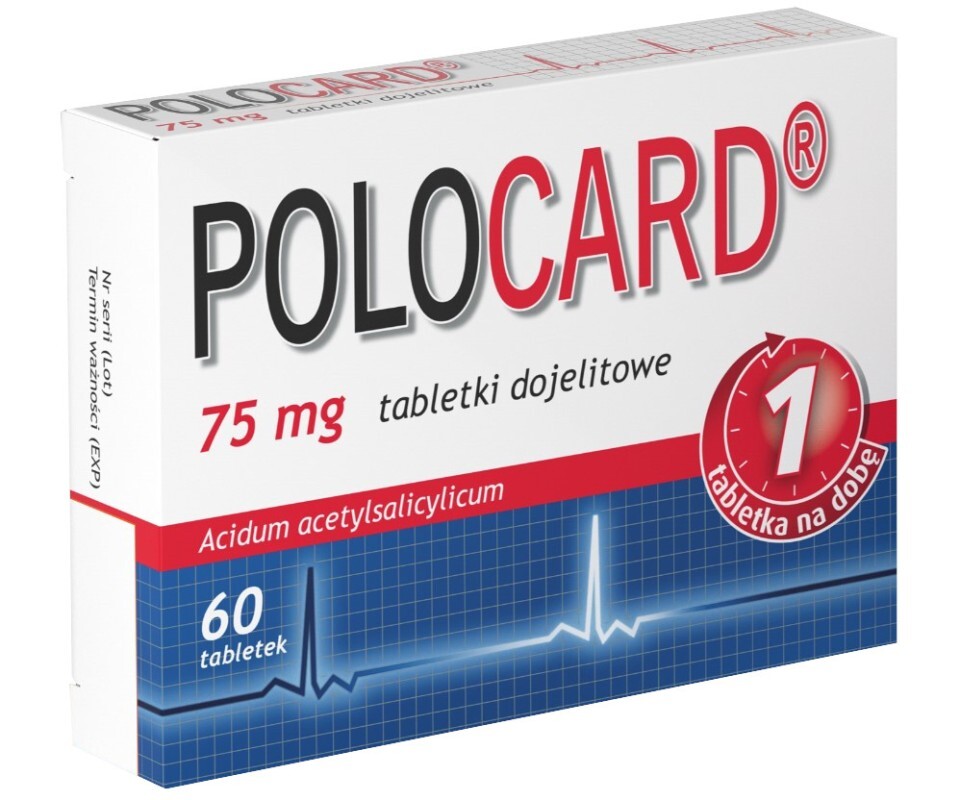 POLOCARD®
75 mg tabletki dojelitowe
POLOCARD®
75 mg tabletki dojelitowe
1
tabletka na dobę
Acidum acetylsalicylicum
60
tabletek
Nr serii (Lot)
Termin ważności (EXP)